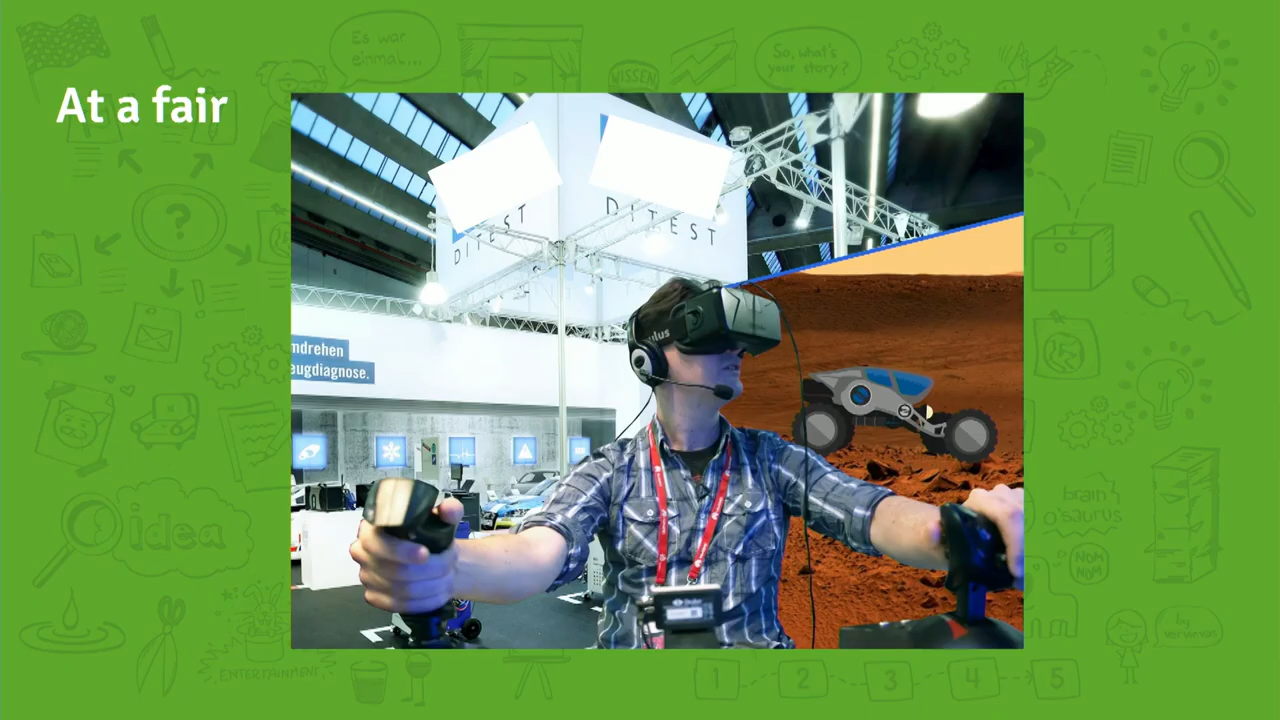 Es war
einmal...
So, what's
your story?
WISSEN
At a fair
?
!
DITEST
DITEST
ndrehen
eugdiagnose.
idea
brain
o'saurus
NOM
NOM
by
ENTERTAINMENT
1
2
3
4
5